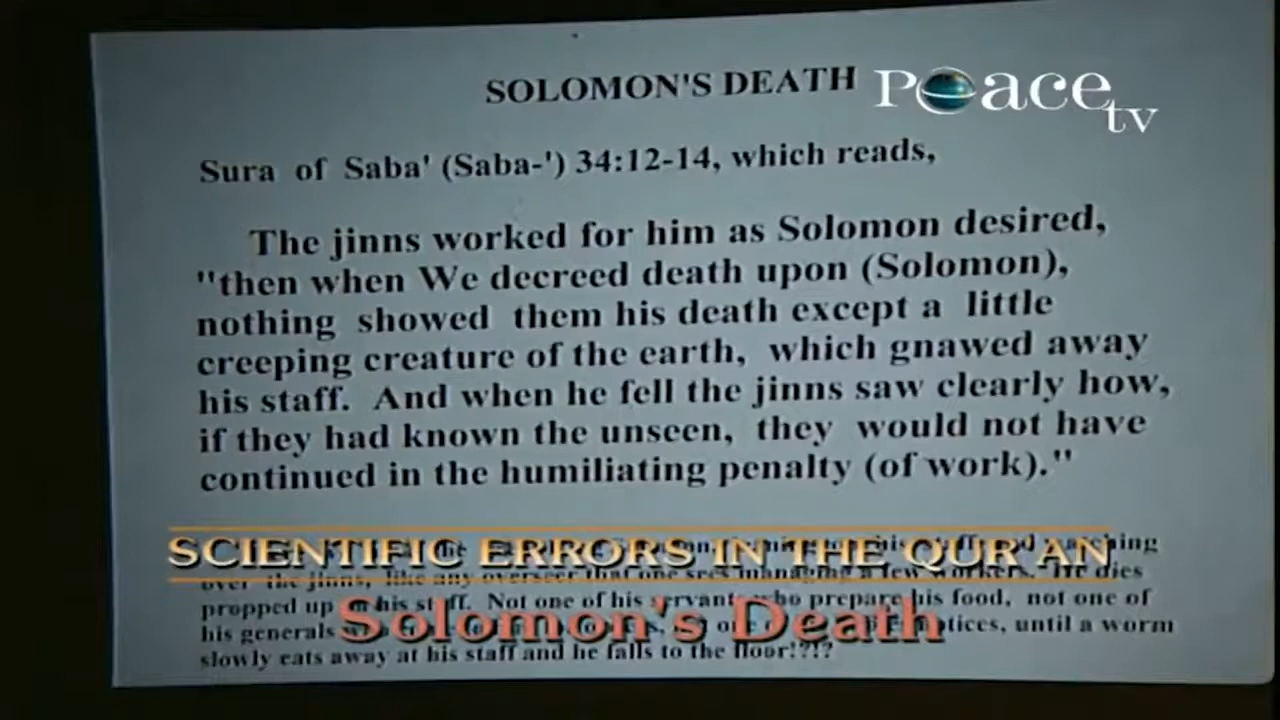 SOLOMON'S DEATH
Peace tv
Sura of Saba' (Saba-') 34:12-14, which reads,
The jinns worked for him as Solomon desired,
"then when We decreed death upon (Solomon),
nothing showed them his death except a little
creeping creature of the earth, which gnawed away
his staff. And when he fell the jinns saw clearly how,
if they had known the unseen, they would not have
continued in the humiliating penalty (of work)."
SCIENTIFIC ERRORS IN THE QUR'AN
over the jinns, like any overseer that one sees managing a few workers. He dies
propped up on his staff. Not one of his servants who prepare his food, not one of
Solomon's Death
his generals notices, until a worm
slowly eats away at his staff and he falls to the floor!?!?